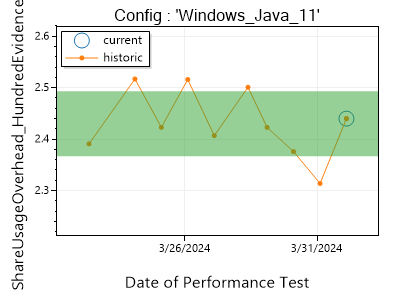 Config : 'Windows_Java_11'
current
historic
ShareUsageOverhead_HundredEvidence
2.6
2.5
2.4
2.3
3/26/2024
3/31/2024
Date of Performance Test